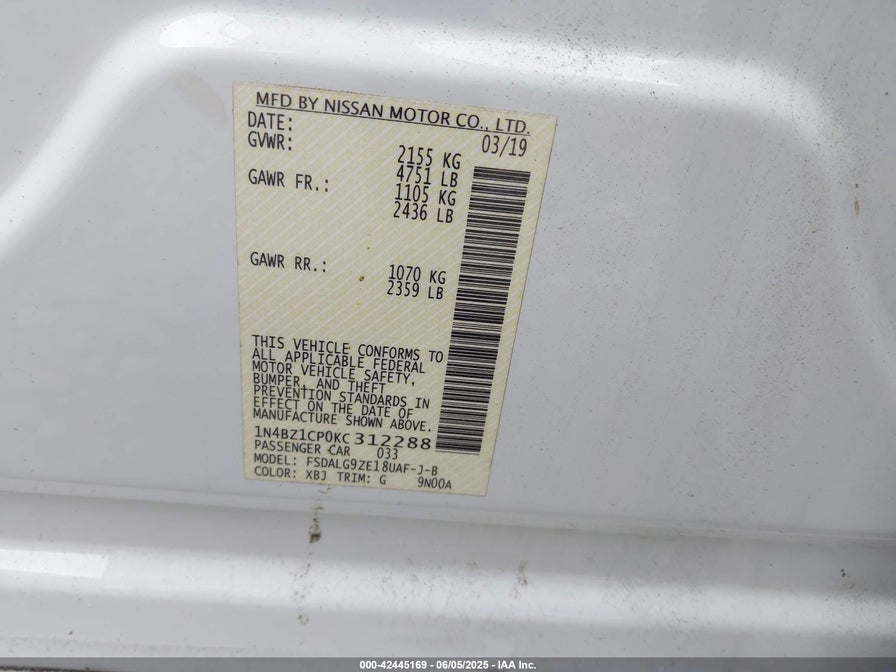 MFD BY NISSAN MOTOR CO., LTD.
DATE: 03/19
GVWR: 2155 KG
4751 LB
GAWR FR.: 1105 KG
2436 LB
GAWR RR.: 1070 KG
2359 LB
THIS VEHICLE CONFORMS TO
ALL APPLICABLE FEDERAL
MOTOR VEHICLE SAFETY,
BUMPER, AND THEFT
PREVENTION STANDARDS IN
EFFECT ON THE DATE OF
MANUFACTURE SHOWN ABOVE.
1N4BZ1CP0KC312288
PASSENGER CAR 033
MODEL: FSDALG9ZE18UAF-J-B
COLOR: XBJ TRIM: G 9N00A
000-42445169 - 06/05/2025 - IAA Inc.